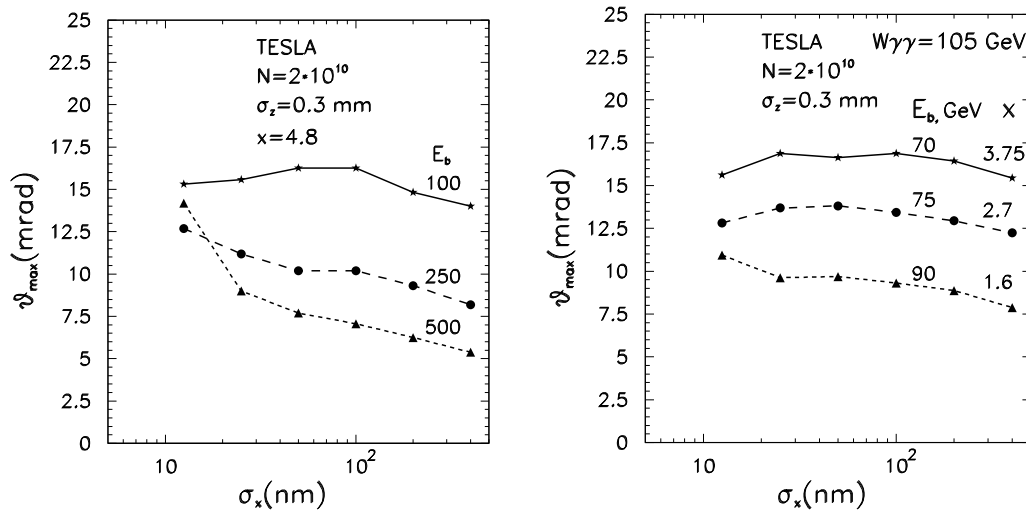 25
22.5
20
17.5
15
12.5
10
7.5
5
2.5
0
ϑmax(mrad)
TESLA
N=2*10¹⁰
σz=0.3 mm
x=4.8
Eb
100
250
500
10
10²
σx(nm)
25
22.5
20
17.5
15
12.5
10
7.5
5
2.5
0
ϑmax(mrad)
TESLA Wγγ=105 GeV
N=2*10¹⁰
σz=0.3 mm
Eb, GeV x
70 3.75
75 2.7
90 1.6
10
10²
σx(nm)